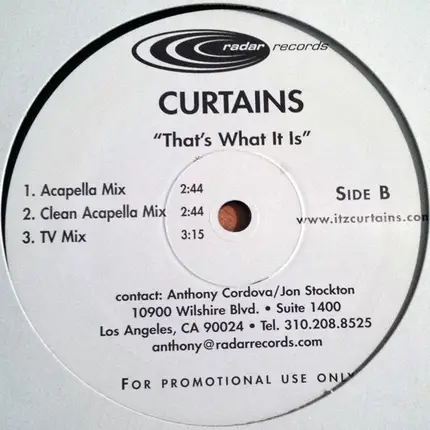 radar records
CURTAINS
"That's What It Is"
1. Acapella Mix 2:44
2. Clean Acapella Mix 2:44
3. TV Mix 3:15
SIDE B
www.itzcurtains.com
contact: Anthony Cordova/Jon Stockton
10900 Wilshire Blvd. • Suite 1400
Los Angeles, CA 90024 • Tel. 310.208.8525
anthony@radarrecords.com
FOR PROMOTIONAL USE ONLY